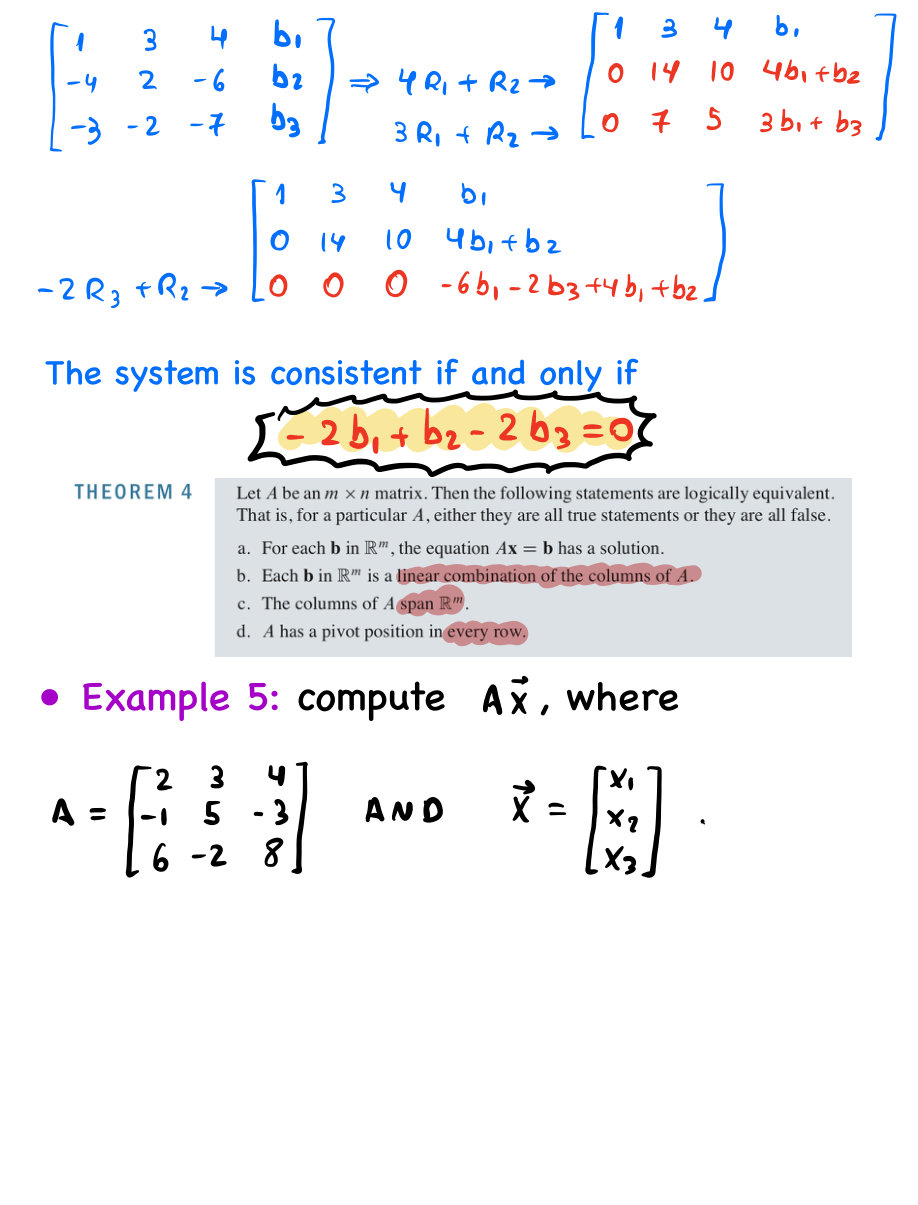 [1 3 4 b₁ / -4 2 -6 b₂ / -3 -2 -7 b₃] ⇒ 4R₁ + R₂ → 3R₁ + R₂ → [1 3 4 b₁ / 0 14 10 4b₁+b₂ / 0 7 5 3b₁+b₃]
-2R₃ + R₂ → [1 3 4 b₁ / 0 14 10 4b₁+b₂ / 0 0 0 -6b₁-2b₃+4b₁+b₂]
The system is consistent if and only if
-2b₁+b₂-2b₃=0
THEOREM 4
Let A be an m × n matrix. Then the following statements are logically equivalent.
That is, for a particular A, either they are all true statements or they are all false.
a. For each b in ℝᵐ, the equation Ax = b has a solution.
b. Each b in ℝᵐ is a linear combination of the columns of A.
c. The columns of A span ℝᵐ.
d. A has a pivot position in every row.
• Example 5: compute Ax⃗, where
A = [2 3 4 / -1 5 -3 / 6 -2 8] AND x⃗ = [x₁ / x₂ / x₃] .